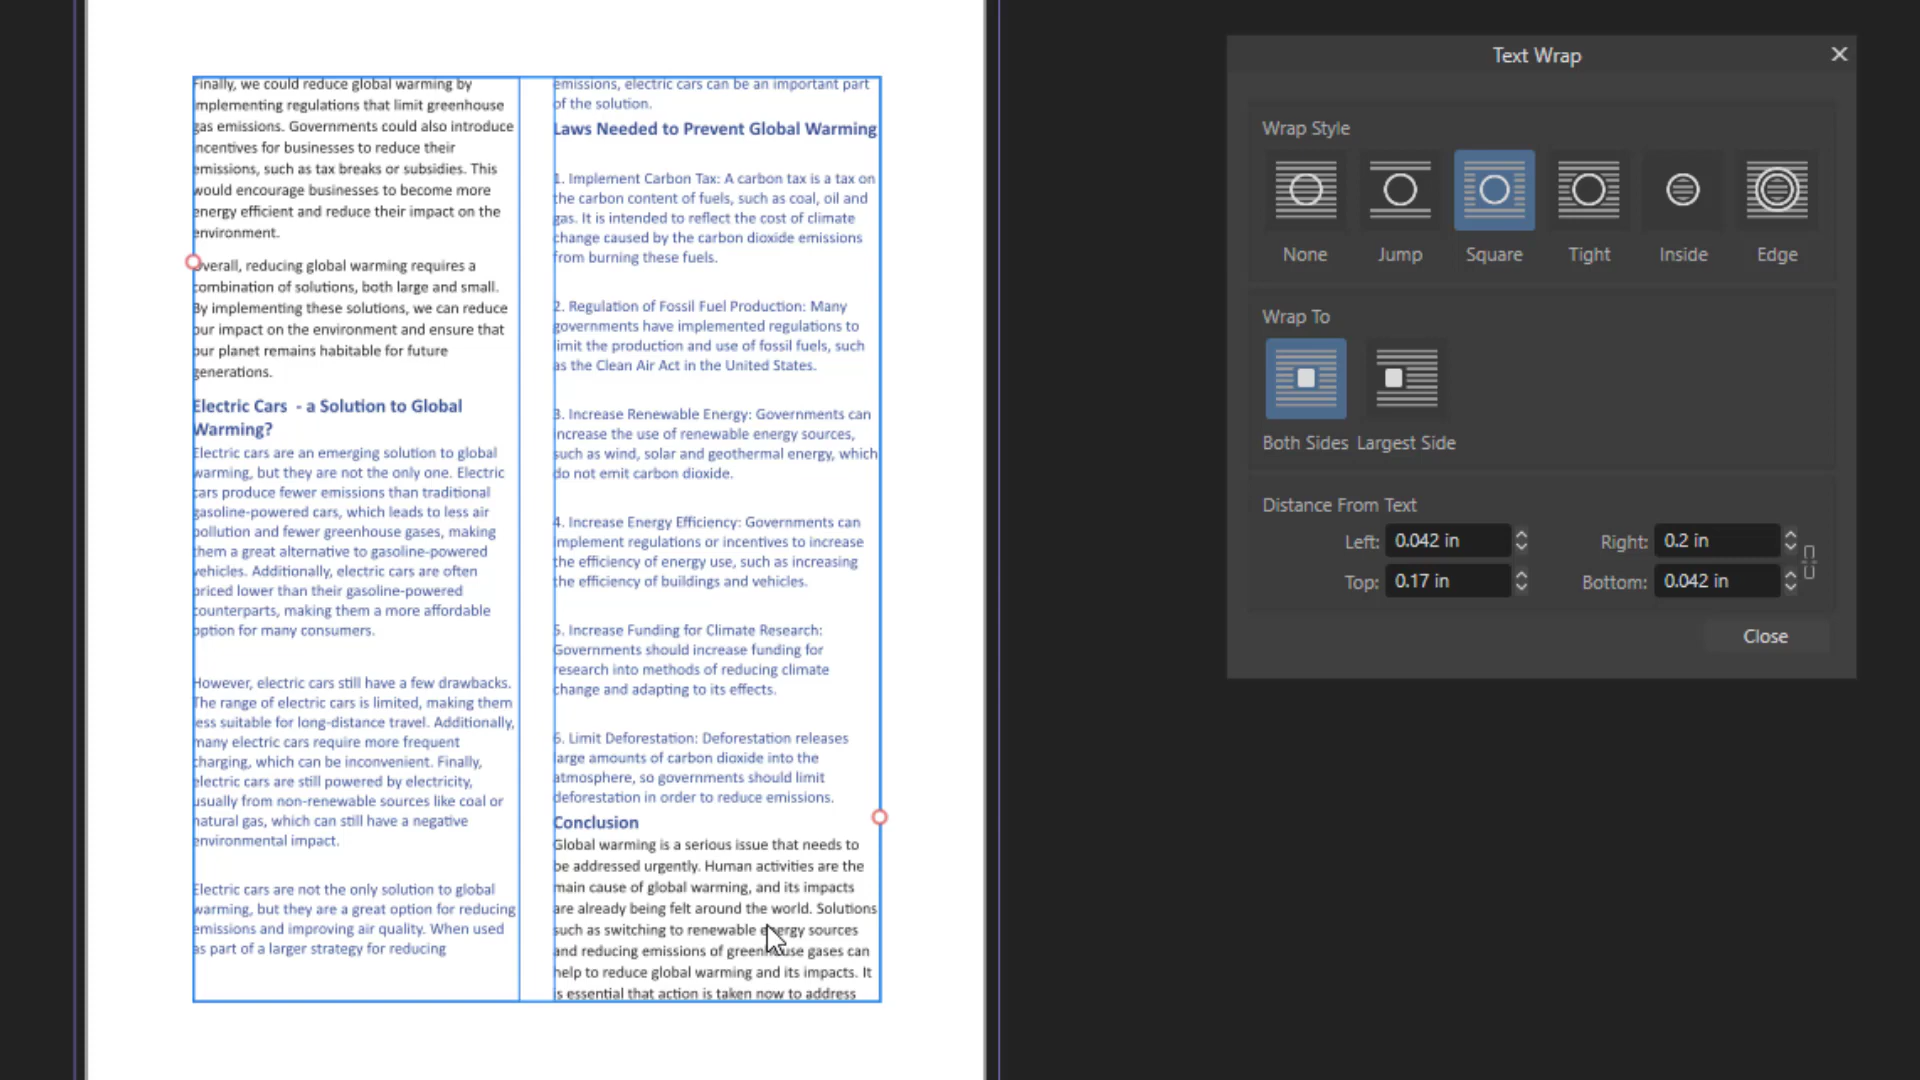 Finally, we could reduce global warming by
implementing regulations that limit greenhouse
gas emissions. Governments could also introduce
incentives for businesses to reduce their
emissions, such as tax breaks or subsidies. This
would encourage businesses to become more
energy efficient and reduce their impact on the
environment.
Overall, reducing global warming requires a
combination of solutions, both large and small.
By implementing these solutions, we can reduce
our impact on the environment and ensure that
our planet remains habitable for future
generations.
Electric Cars - a Solution to Global
Warming?
Electric cars are an emerging solution to global
warming, but they are not the only one. Electric
cars produce fewer emissions than traditional
gasoline-powered cars, which leads to less air
pollution and fewer greenhouse gases, making
them a great alternative to gasoline-powered
vehicles. Additionally, electric cars are often
priced lower than their gasoline-powered
counterparts, making them a more affordable
option for many consumers.
However, electric cars still have a few drawbacks.
The range of electric cars is limited, making them
less suitable for long-distance travel. Additionally,
many electric cars require more frequent
charging, which can be inconvenient. Finally,
electric cars are still powered by electricity,
usually from non-renewable sources like coal or
natural gas, which can still have a negative
environmental impact.
Electric cars are not the only solution to global
warming, but they are a great option for reducing
emissions and improving air quality. When used
as part of a larger strategy for reducing
emissions, electric cars can be an important part
of the solution.
Laws Needed to Prevent Global Warming
1. Implement Carbon Tax: A carbon tax is a tax on
the carbon content of fuels, such as coal, oil and
gas. It is intended to reflect the cost of climate
change caused by the carbon dioxide emissions
from burning these fuels.
2. Regulation of Fossil Fuel Production: Many
governments have implemented regulations to
limit the production and use of fossil fuels, such
as the Clean Air Act in the United States.
3. Increase Renewable Energy: Governments can
increase the use of renewable energy sources,
such as wind, solar and geothermal energy, which
do not emit carbon dioxide.
4. Increase Energy Efficiency: Governments can
implement regulations or incentives to increase
the efficiency of energy use, such as increasing
the efficiency of buildings and vehicles.
5. Increase Funding for Climate Research:
Governments should increase funding for
research into methods of reducing climate
change and adapting to its effects.
6. Limit Deforestation: Deforestation releases
large amounts of carbon dioxide into the
atmosphere, so governments should limit
deforestation in order to reduce emissions.
Conclusion
Global warming is a serious issue that needs to
be addressed urgently. Human activities are the
main cause of global warming, and its impacts
are already being felt around the world. Solutions
such as switching to renewable energy sources
and reducing emissions of greenhouse gases can
help to reduce global warming and its impacts. It
is essential that action is taken now to address
Text Wrap
Wrap Style
None Jump Square Tight Inside Edge
Wrap To
Both Sides Largest Side
Distance From Text
Left: 0.042 in Right: 0.2 in
Top: 0.17 in Bottom: 0.042 in
Close